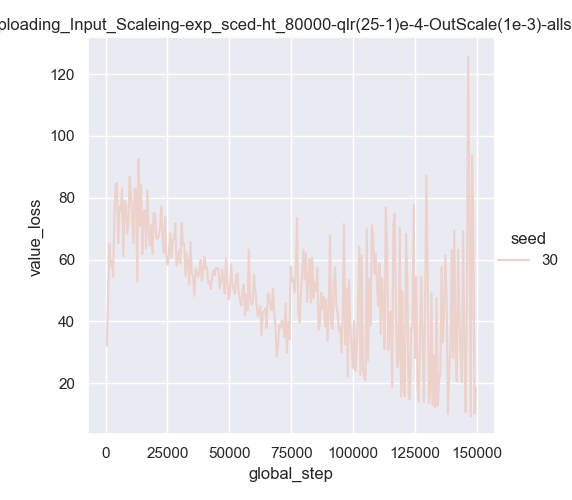 ploading_Input_Scaleing-exp_sced-ht_80000-qlr(25-1)e-4-OutScale(1e-3)-alls
120
100
80
60
40
20
value_loss
0 25000 50000 75000 100000 125000 150000
global_step
seed
30